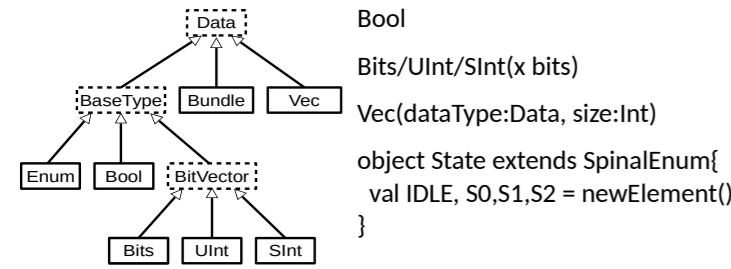 Data
BaseType
Bundle
Vec
Enum
Bool
BitVector
Bits
UInt
SInt
Bool
Bits/UInt/SInt(x bits)
Vec(dataType:Data, size:Int)
object State extends SpinalEnum{
val IDLE, S0,S1,S2 = newElement()
}